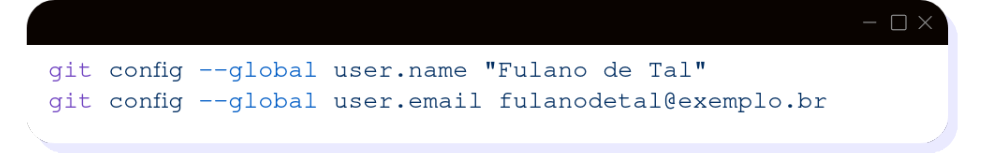 git config --global user.name "Fulano de Tal"
git config --global user.email fulanodetal@exemplo.br